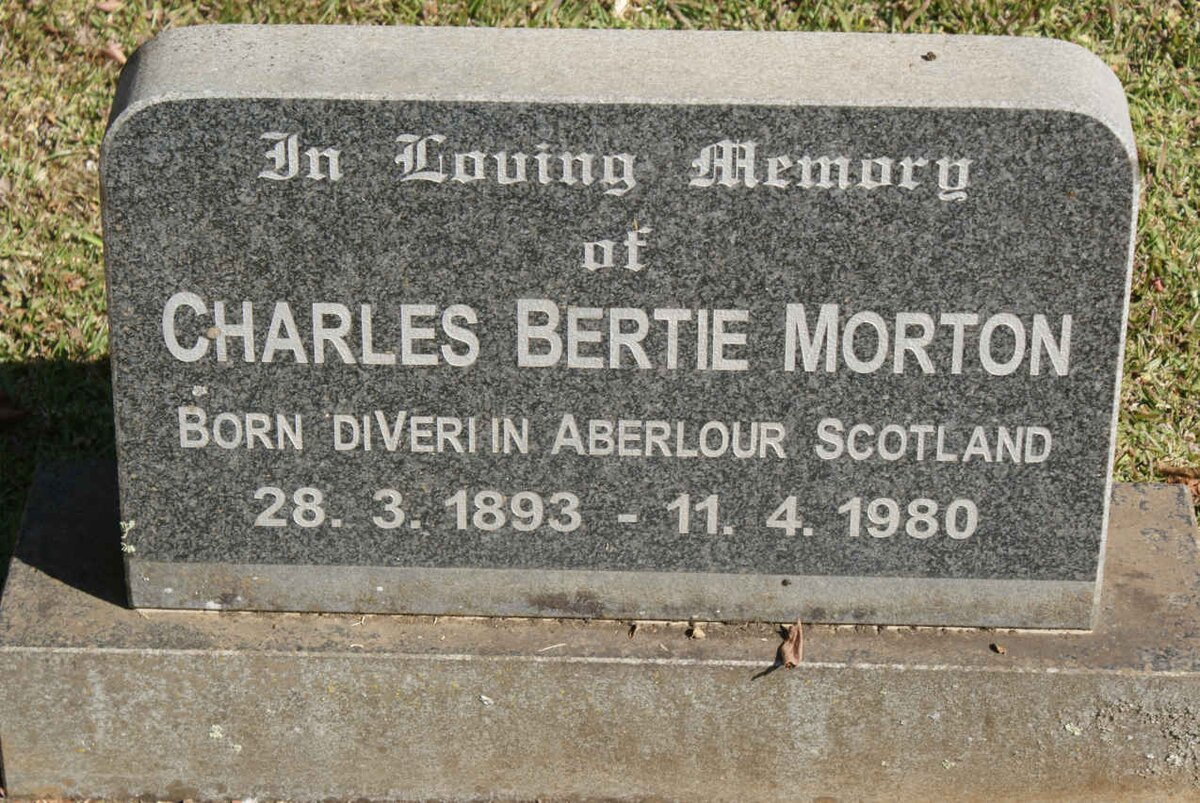 In Loving Memory
of
CHARLES BERTIE MORTON
BORN DIVERI IN ABERLOUR SCOTLAND
28. 3. 1893 - 11. 4. 1980